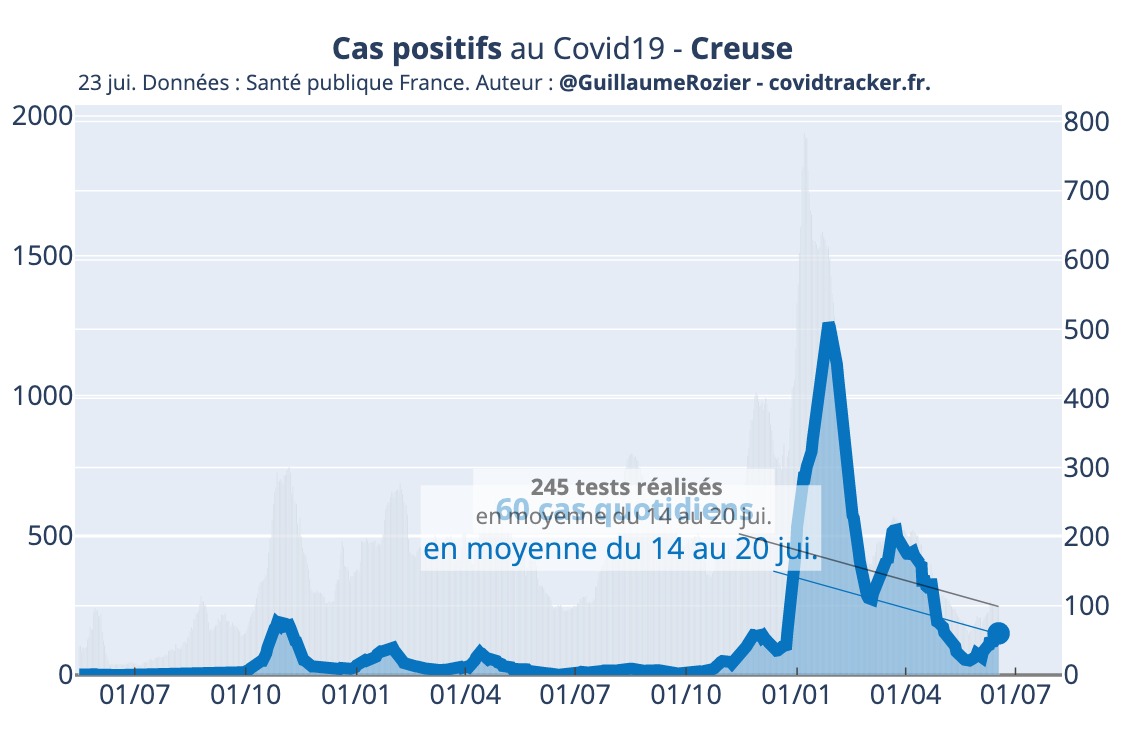 Cas positifs au Covid19 - Creuse
23 jui. Données : Santé publique France. Auteur : @GuillaumeRozier - covidtracker.fr.
2000
1500
1000
500
0
800
700
600
500
400
300
200
100
0
245 tests réalisés
en moyenne du 14 au 20 jui.
60 cas quotidiens
en moyenne du 14 au 20 jui.
01/07 01/10 01/01 01/04 01/07 01/10 01/01 01/04 01/07